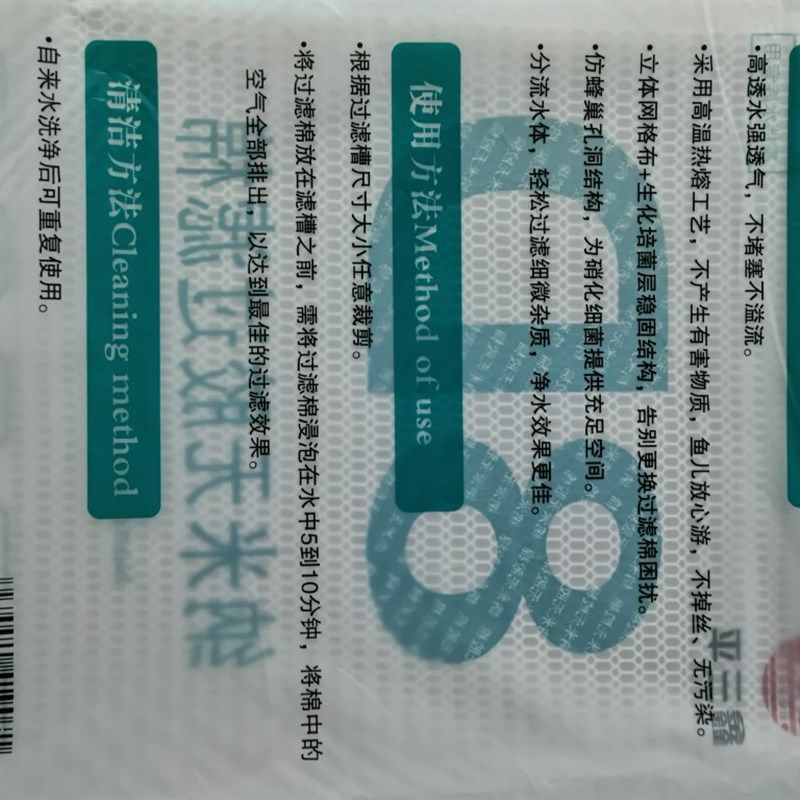 •高透水强透气，不堵塞不溢流。
•采用高温热熔工艺，不产生有害物质，鱼儿放心游，不掉丝、无污染。
•立体网格布+生化培菌层稳固结构，告别更换过滤棉困扰。
•仿蜂巢孔洞结构，为硝化细菌提供充足空间。
•分流水体，轻松过滤细微杂质，净水效果更佳。
使用方法Method of use
•根据过滤槽尺寸大小任意裁剪。
•将过滤棉放在滤槽之前，需将过滤棉浸泡在水中5到10分钟，将棉中的
空气全部排出，以达到最佳的过滤效果。
清洁方法Cleaning method
•自来水洗净后可重复使用。
8D